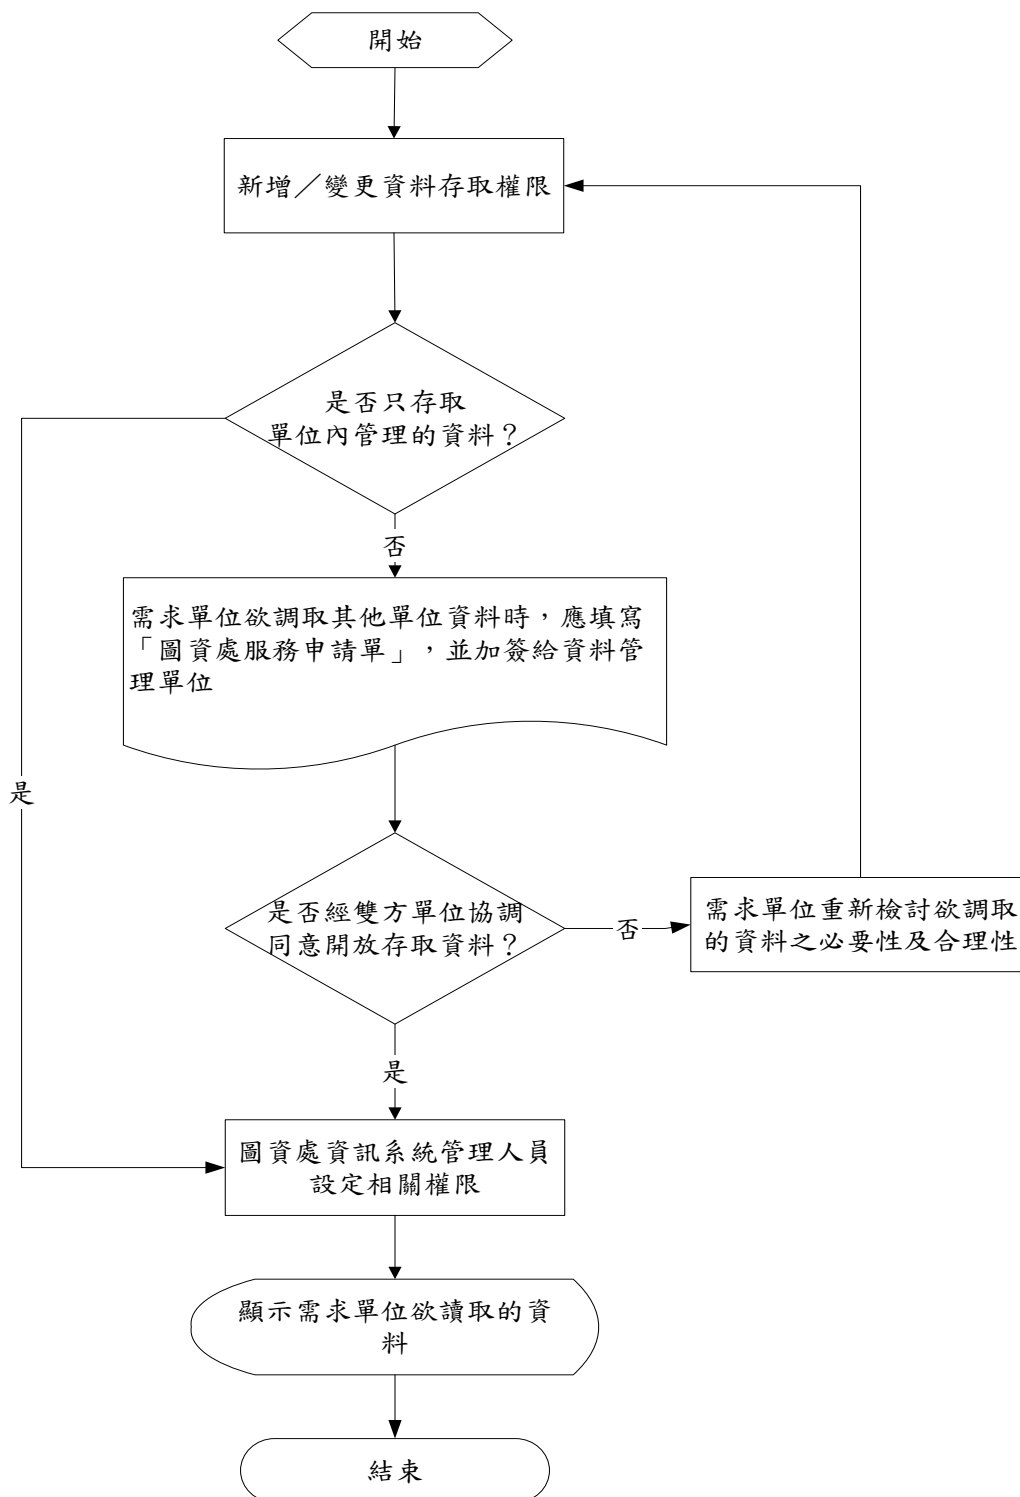 開始
新增／變更資料存取權限
是否只存取
單位內管理的資料？
否
需求單位欲調取其他單位資料時，應填寫
「圖資處服務申請單」，並加簽給資料管
理單位
是
是否經雙方單位協調
同意開放存取資料？
否
需求單位重新檢討欲調取
的資料之必要性及合理性
是
圖資處資訊系統管理人員
設定相關權限
顯示需求單位欲讀取的資
料
結束